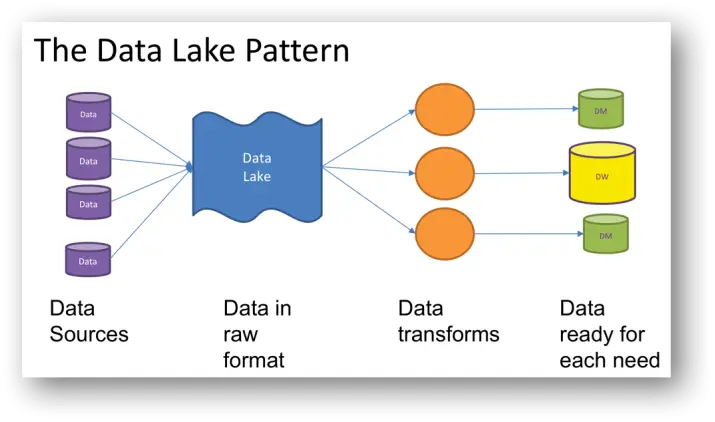 The Data Lake Pattern
Data
Data
Data
Data
Data
Lake
DM
DW
DM
Data
Sources
Data in
raw
format
Data
transforms
Data
ready for
each need